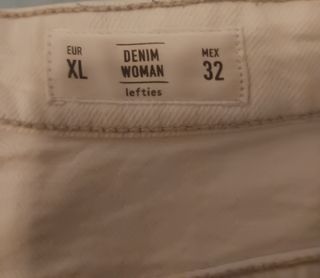 EUR
XL
DENIM
WOMAN
lefties
MEX
32